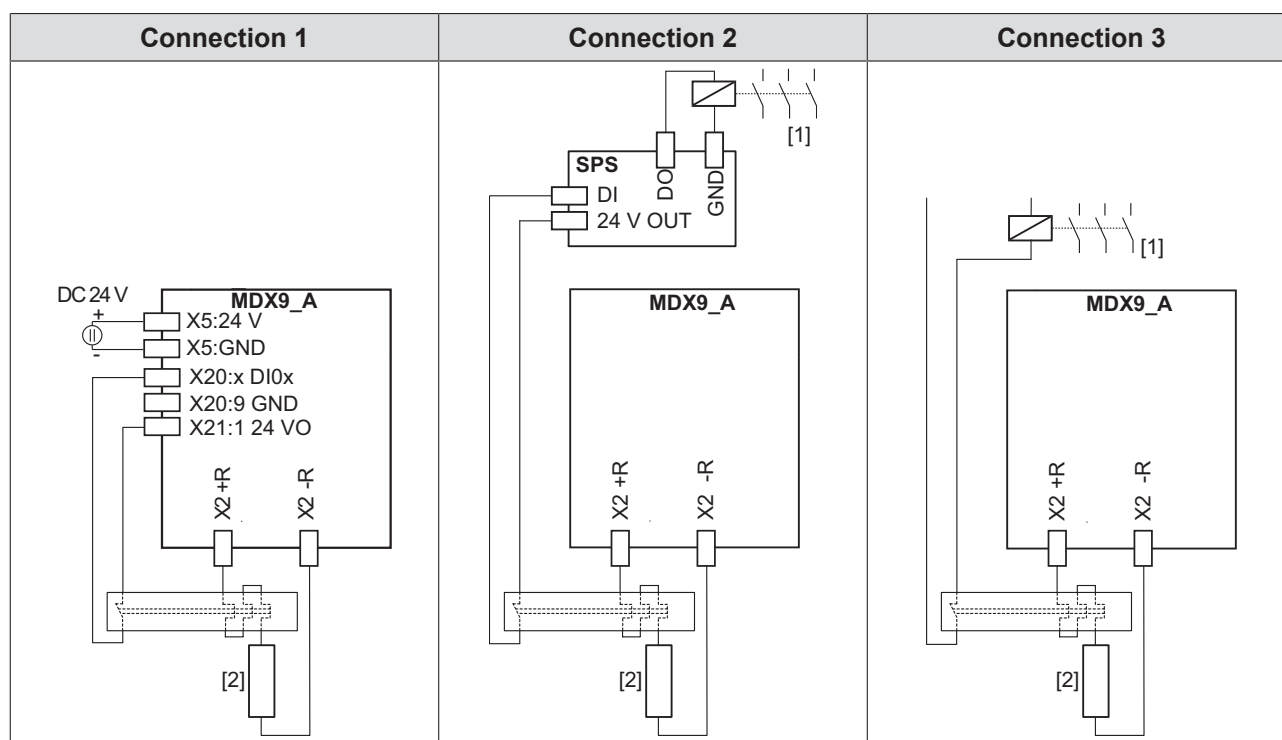 Connection 1
Connection 2
Connection 3
DC 24 V
+
-
MDX9_A
X5:24 V
X5:GND
X20:x DI0x
X20:9 GND
X21:1 24 VO
X2 +R
X2 -R
[2]
[1]
SPS
DO
GND
DI
24 V OUT
MDX9_A
X2 +R
X2 -R
[2]
[1]
MDX9_A
X2 +R
X2 -R
[2]